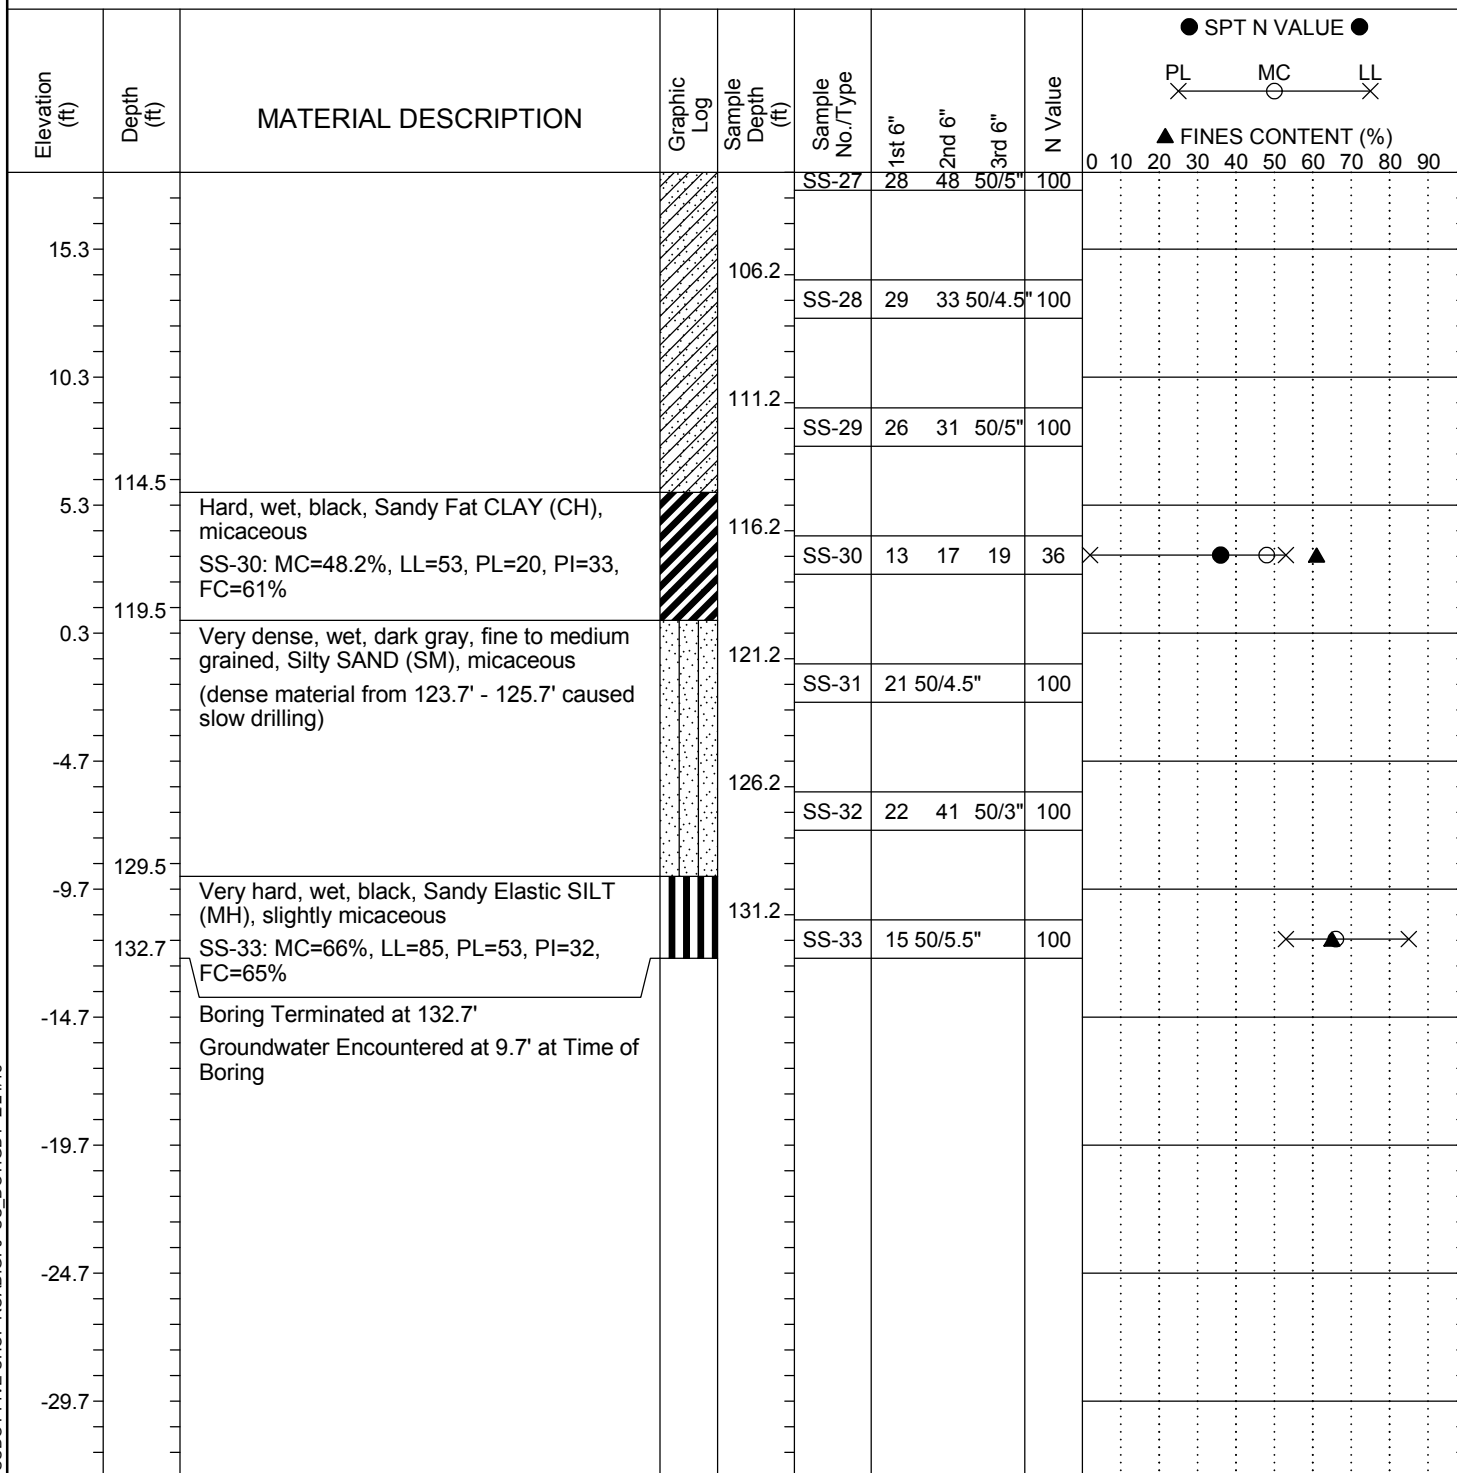 ● SPT N VALUE ●
PL MC LL
▲ FINES CONTENT (%)
Elevation (ft)
Depth (ft)
MATERIAL DESCRIPTION
Graphic Log
Sample Depth (ft)
Sample No./Type
1st 6"
2nd 6"
3rd 6"
N Value
0 10 20 30 40 50 60 70 80 90
SS-27 28 48 50/5" 100
15.3
106.2
SS-28 29 33 50/4.5" 100
10.3
111.2
SS-29 26 31 50/5" 100
114.5
5.3
Hard, wet, black, Sandy Fat CLAY (CH),
micaceous
116.2
SS-30: MC=48.2%, LL=53, PL=20, PI=33,
FC=61%
SS-30 13 17 19 36
119.5
0.3
Very dense, wet, dark gray, fine to medium
grained, Silty SAND (SM), micaceous
121.2
(dense material from 123.7' - 125.7' caused
slow drilling)
SS-31 21 50/4.5" 100
-4.7
126.2
SS-32 22 41 50/3" 100
129.5
-9.7
Very hard, wet, black, Sandy Elastic SILT
(MH), slightly micaceous
131.2
SS-33: MC=66%, LL=85, PL=53, PI=32,
FC=65%
SS-33 15 50/5.5" 100
132.7
-14.7
Boring Terminated at 132.7'
Groundwater Encountered at 9.7' at Time of
Boring
-19.7
-24.7
-29.7